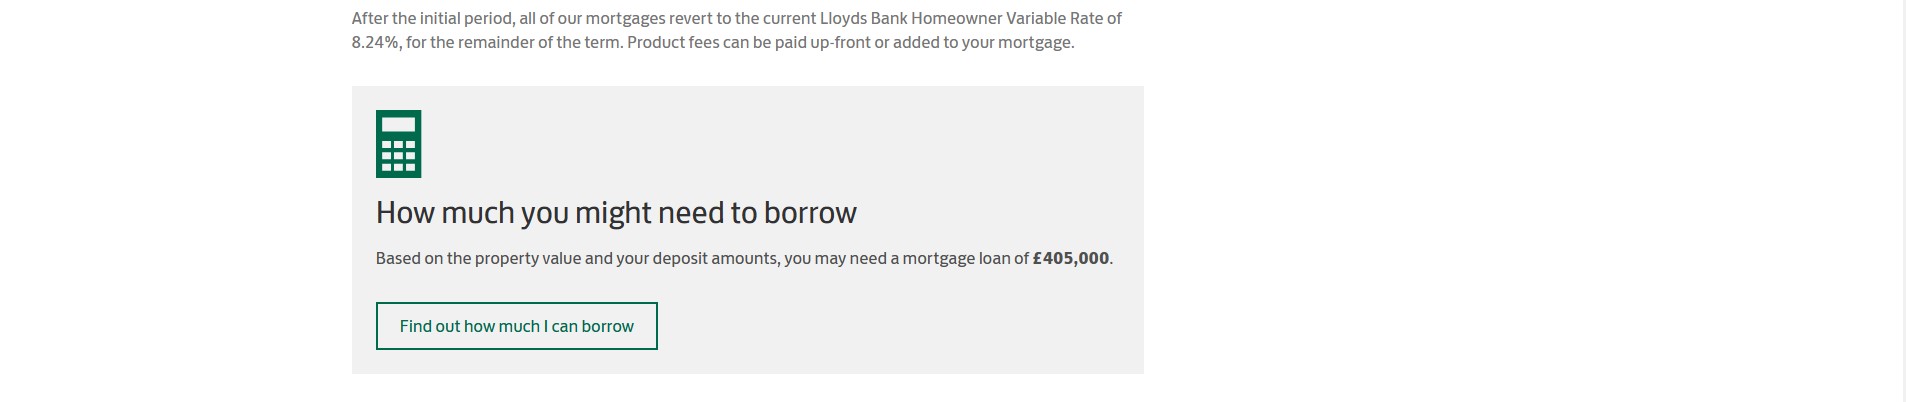 After the initial period, all of our mortgages revert to the current Lloyds Bank Homeowner Variable Rate of
8.24%, for the remainder of the term. Product fees can be paid up-front or added to your mortgage.
How much you might need to borrow
Based on the property value and your deposit amounts, you may need a mortgage loan of £405,000.
Find out how much I can borrow